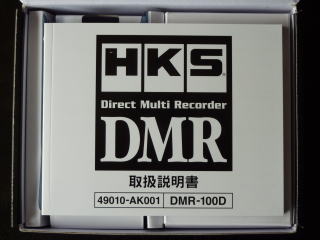 HKS
Direct Multi Recorder
DMR
取扱説明書
49010-AK001 DMR-100D